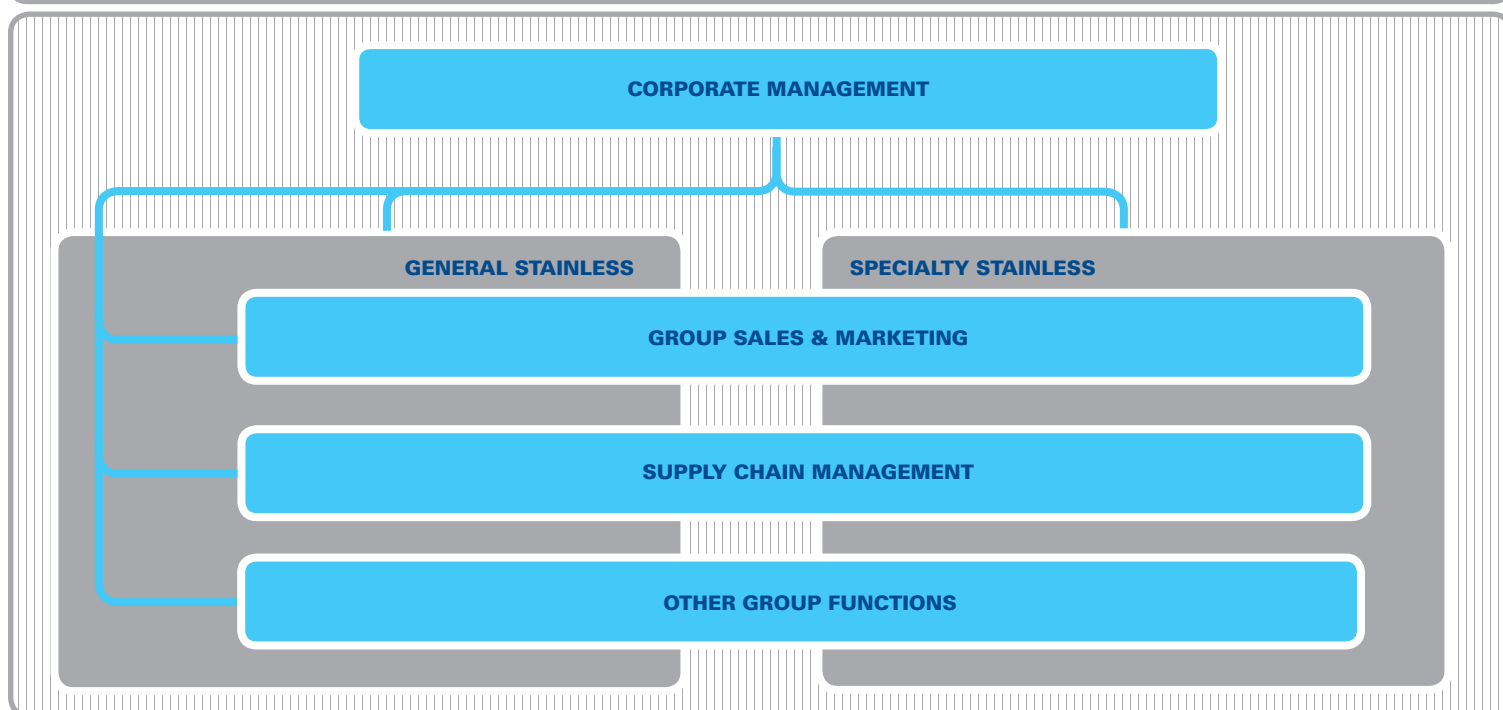 CORPORATE MANAGEMENT
GENERAL STAINLESS
SPECIALTY STAINLESS
GROUP SALES & MARKETING
SUPPLY CHAIN MANAGEMENT
OTHER GROUP FUNCTIONS